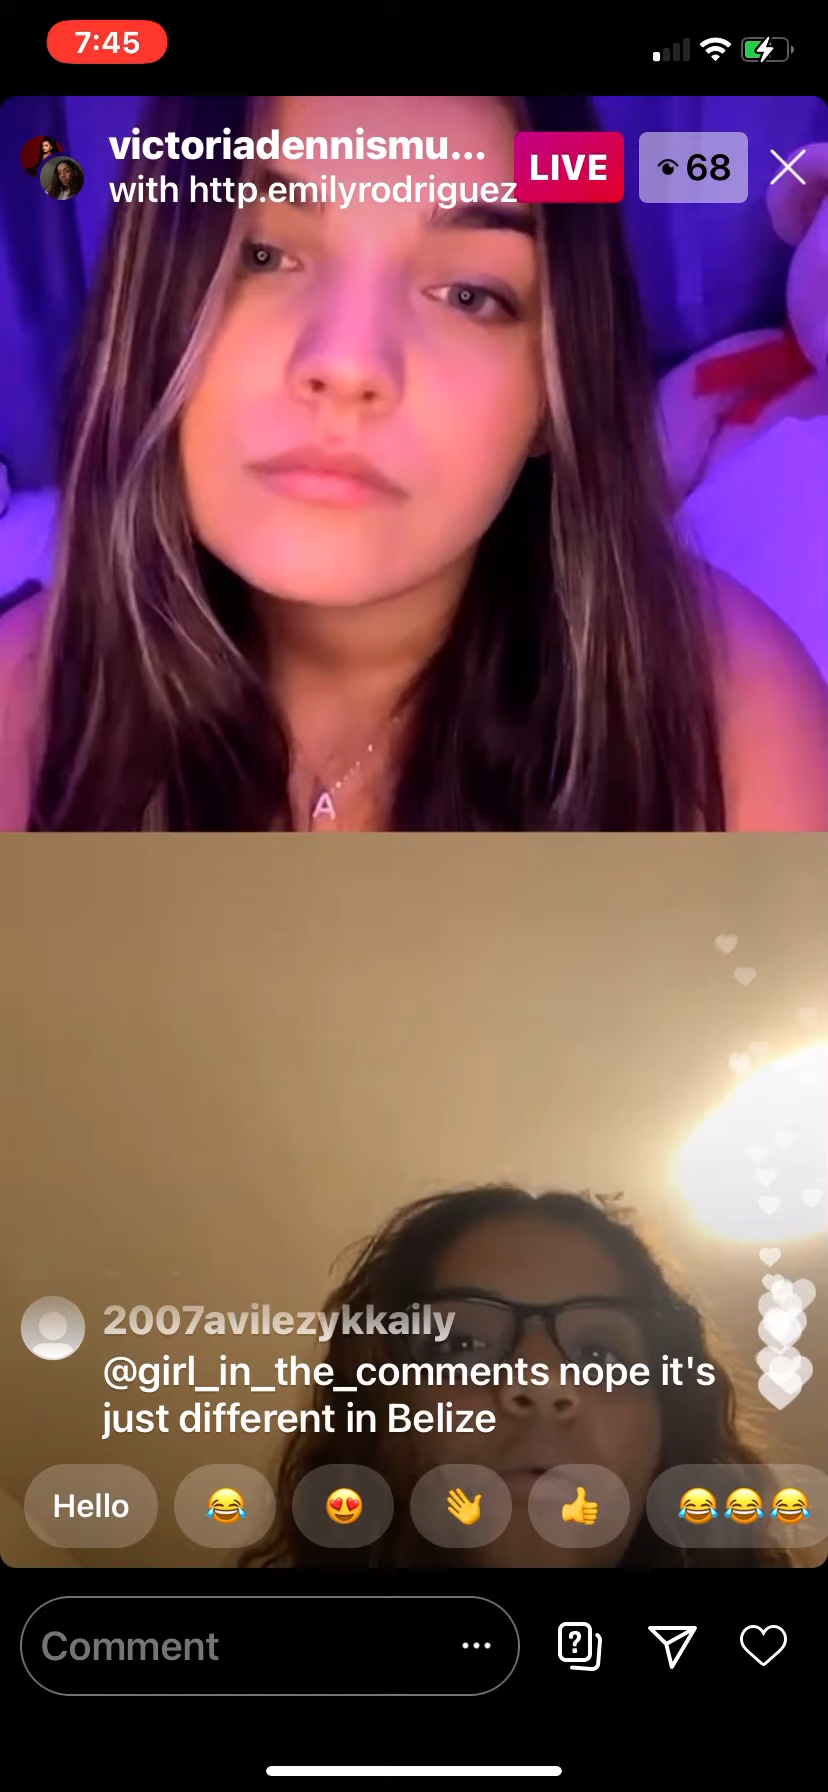 7:45
victoriadennismu...
LIVE
68
with http.emilyrodriguez
A
2007avilezykkaily
@girl_in_the_comments nope it's
just different in Belize
Hello
Comment